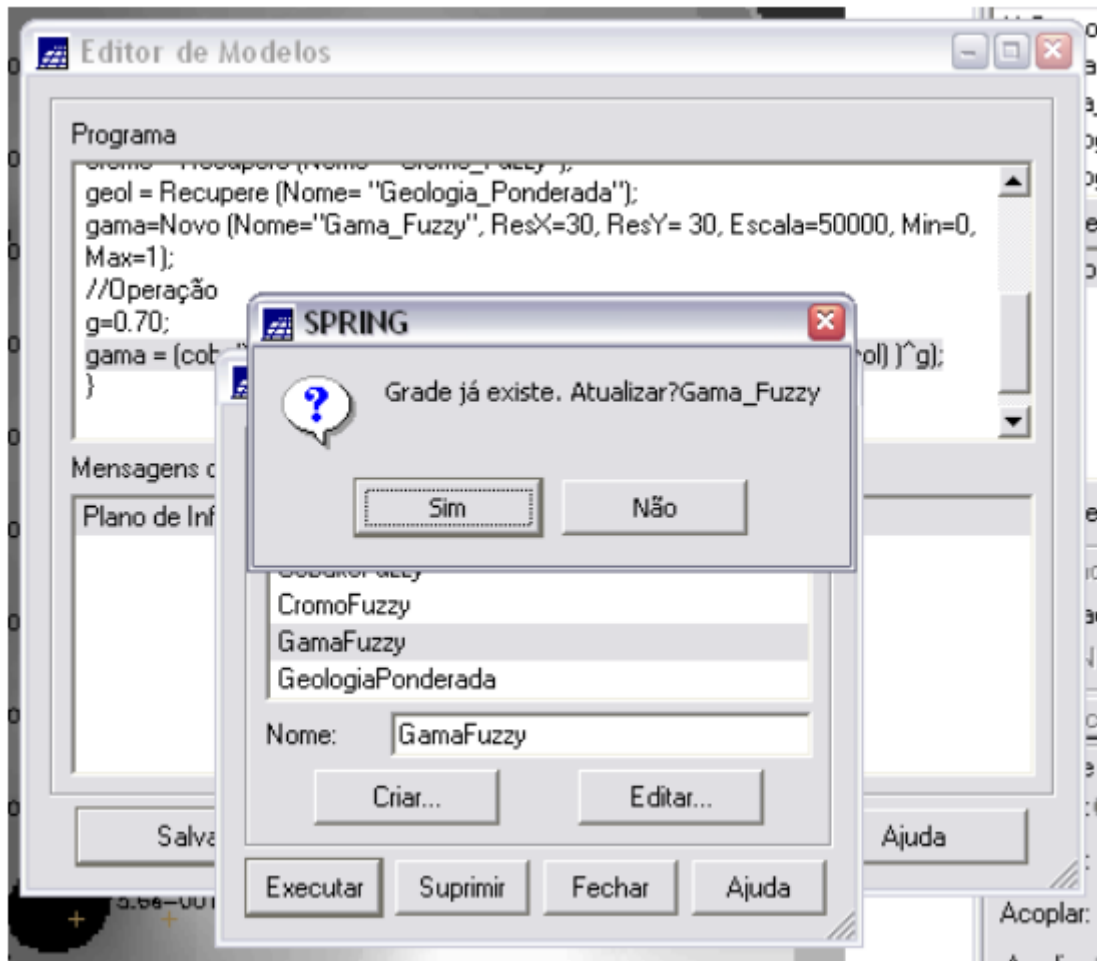 Editor de Modelos
Programa
geol = Recupere (Nome= "Geologia_Ponderada");
gama=Novo (Nome="Gama_Fuzzy", ResX=30, ResY= 30, Escala=50000, Min=0,
Max=1);
//Operação
g=0.70;
gama = (cob ol) )^g);
}
SPRING
Grade já existe. Atualizar?Gama_Fuzzy
Sim
Não
Mensagens
Plano de Inf
CromoFuzzy
GamaFuzzy
GeologiaPonderada
Nome:
GamaFuzzy
Criar...
Editar...
Salva
Ajuda
Executar
Suprimir
Fechar
Ajuda
Acoplar: